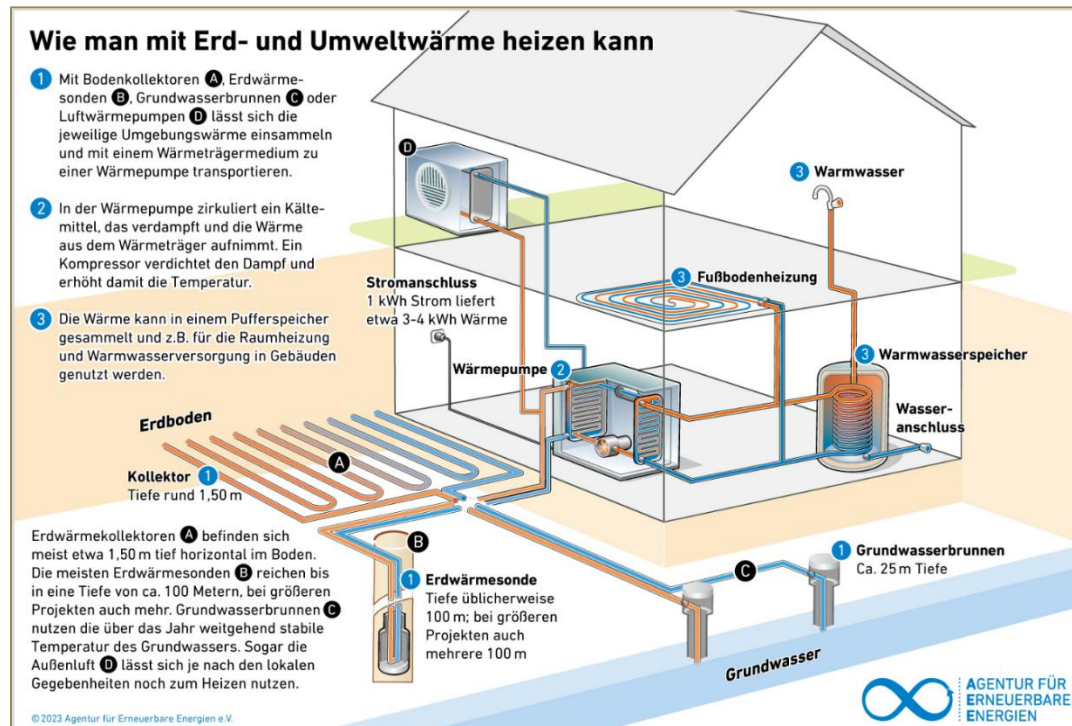 Wie man mit Erd- und Umweltwärme heizen kann
1 Mit Bodenkollektoren A, Erdwärme-
sonden B, Grundwasserbrunnen C oder
Luftwärmepumpen D lässt sich die
jeweilige Umgebungswärme einsammeln
und mit einem Wärmeträgermedium zu
einer Wärmepumpe transportieren.
2 In der Wärmepumpe zirkuliert ein Kälte-
mittel, das verdampft und die Wärme
aus dem Wärmeträger aufnimmt. Ein
Kompressor verdichtet den Dampf und
erhöht damit die Temperatur.
3 Die Wärme kann in einem Pufferspeicher
gesammelt und z.B. für die Raumheizung
und Warmwasserversorgung in Gebäuden
genutzt werden.
D
3 Warmwasser
Stromanschluss
1 kWh Strom liefert
etwa 3-4 kWh Wärme
3 Fußbodenheizung
Wärmepumpe 2
3 Warmwasserspeicher
Wasser-
anschluss
Erdboden
A
Kollektor 1
Tiefe rund 1,50 m
Erdwärmekollektoren A befinden sich
meist etwa 1,50 m tief horizontal im Boden.
Die meisten Erdwärmesonden B reichen bis
in eine Tiefe von ca. 100 Metern, bei größeren
Projekten auch mehr. Grundwasserbrunnen C
nutzen die über das Jahr weitgehend stabile
Temperatur des Grundwassers. Sogar die
Außenluft D lässt sich je nach den lokalen
Gegebenheiten noch zum Heizen nutzen.
B
1 Erdwärmesonde
Tiefe üblicherweise
100 m; bei größeren
Projekten auch
mehrere 100 m
C
1 Grundwasserbrunnen
Ca. 25 m Tiefe
Grundwasser
© 2023 Agentur für Erneuerbare Energien e.V.
AGENTUR FÜR
ERNEUERBARE
ENERGIEN